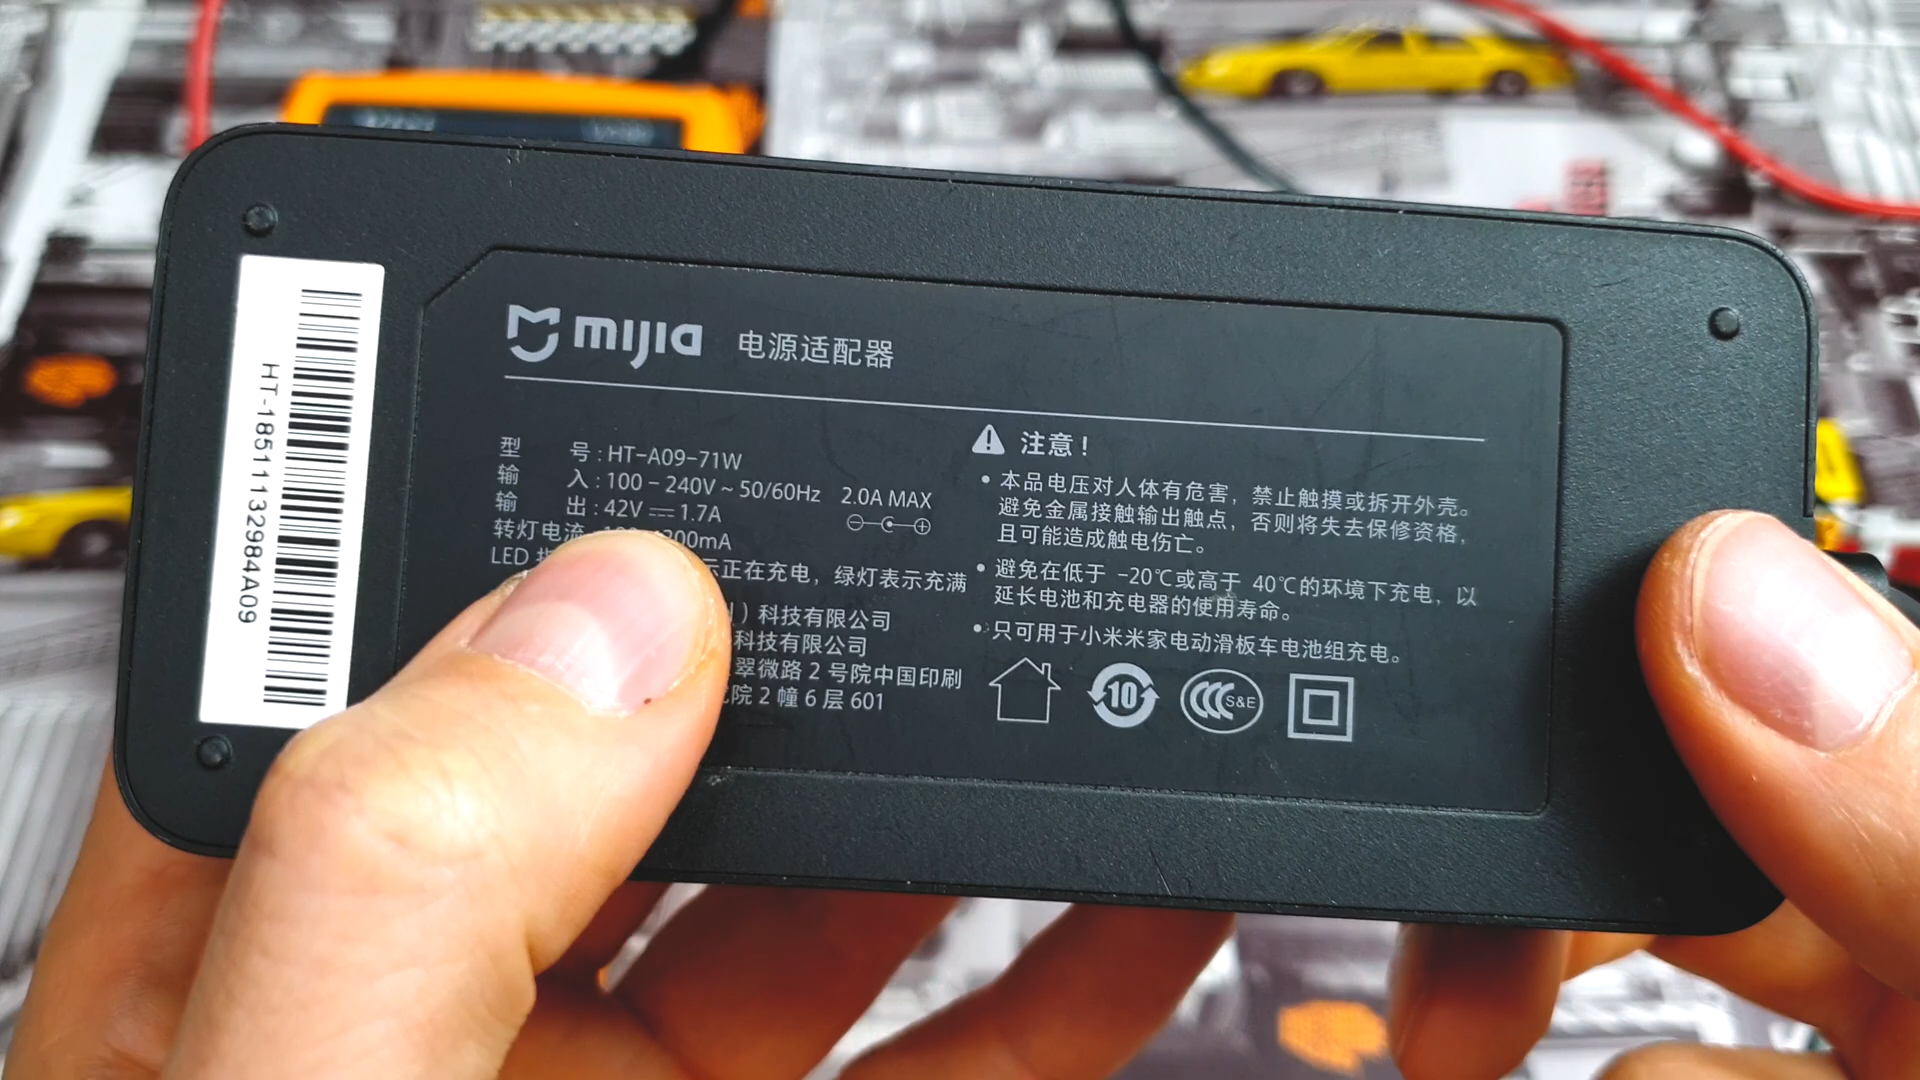 HT-18511132984A09
mijia 电源适配器
型 号 : HT-A09-71W
输 入 : 100 - 240V ~ 50/60Hz 2.0A MAX
输 出 : 42V ⎓ 1.7A
转灯电流 200mA
LED 正在充电，绿灯表示充满
）科技有限公司
科技有限公司
翠微路 2 号院中国印刷
院 2 幢 6 层 601
注意！
• 本品电压对人体有危害，禁止触摸或拆开外壳。
避免金属接触输出触点，否则将失去保修资格，
且可能造成触电伤亡。
• 避免在低于 -20℃或高于 40℃的环境下充电，以
延长电池和充电器的使用寿命。
• 只可用于小米米家电动滑板车电池组充电。
10
CCC S&E